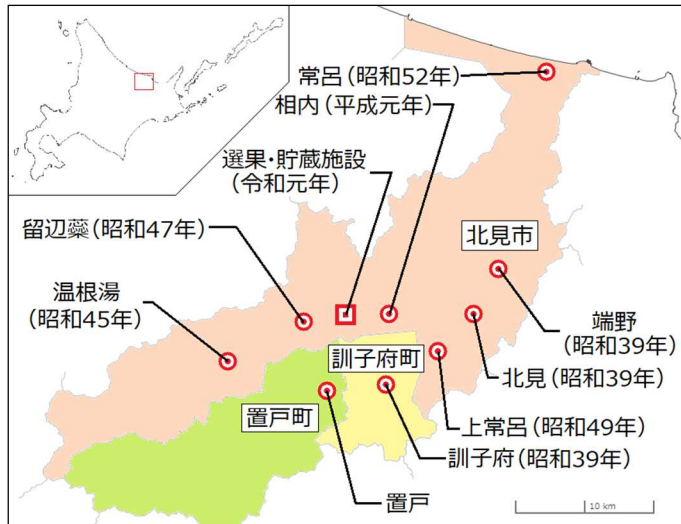 常呂(昭和52年)
相内(平成元年)
選果・貯蔵施設
(令和元年)
留辺蘂(昭和47年)
北見市
温根湯
(昭和45年)
端野
(昭和39年)
訓子府町
北見(昭和39年)
置戸町
上常呂(昭和49年)
訓子府(昭和39年)
置戸
10 km